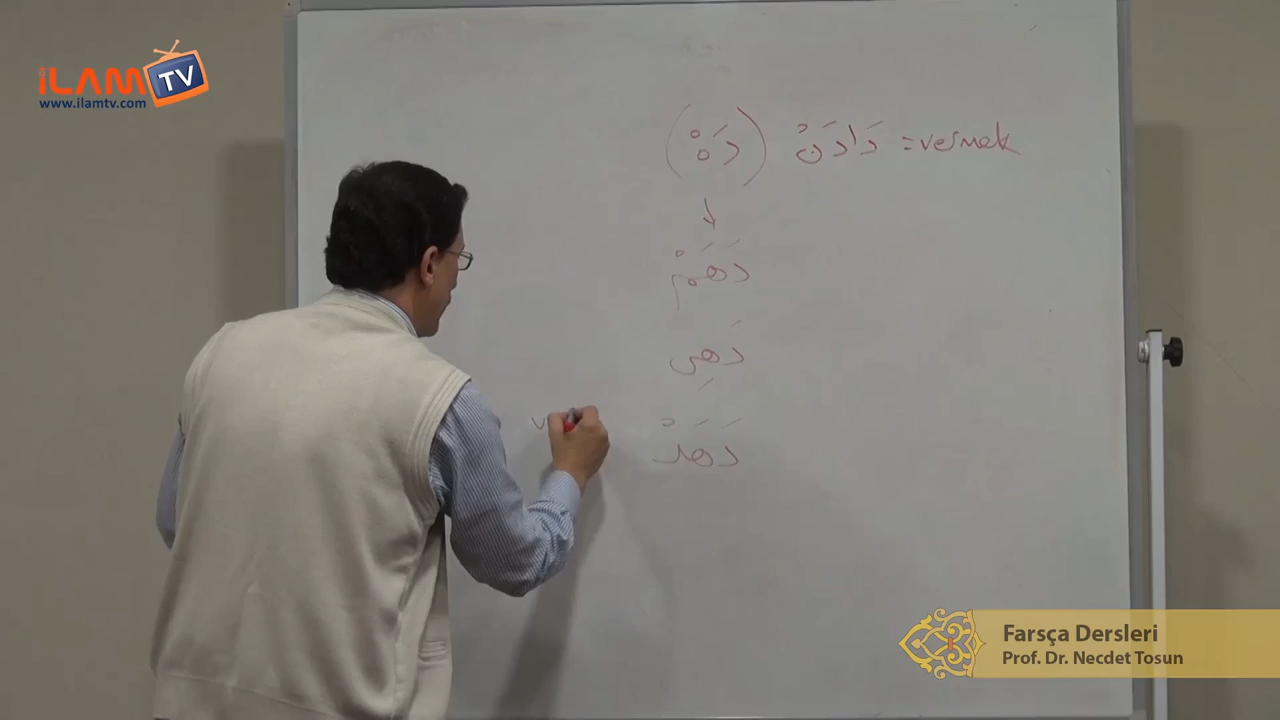 iLAM TV
www.ilamtv.com
دَادَنْ = vermek (دَهْ)
دَهَمْ
دَهِی
دَهَدْ
v
Farsça Dersleri
Prof. Dr. Necdet Tosun